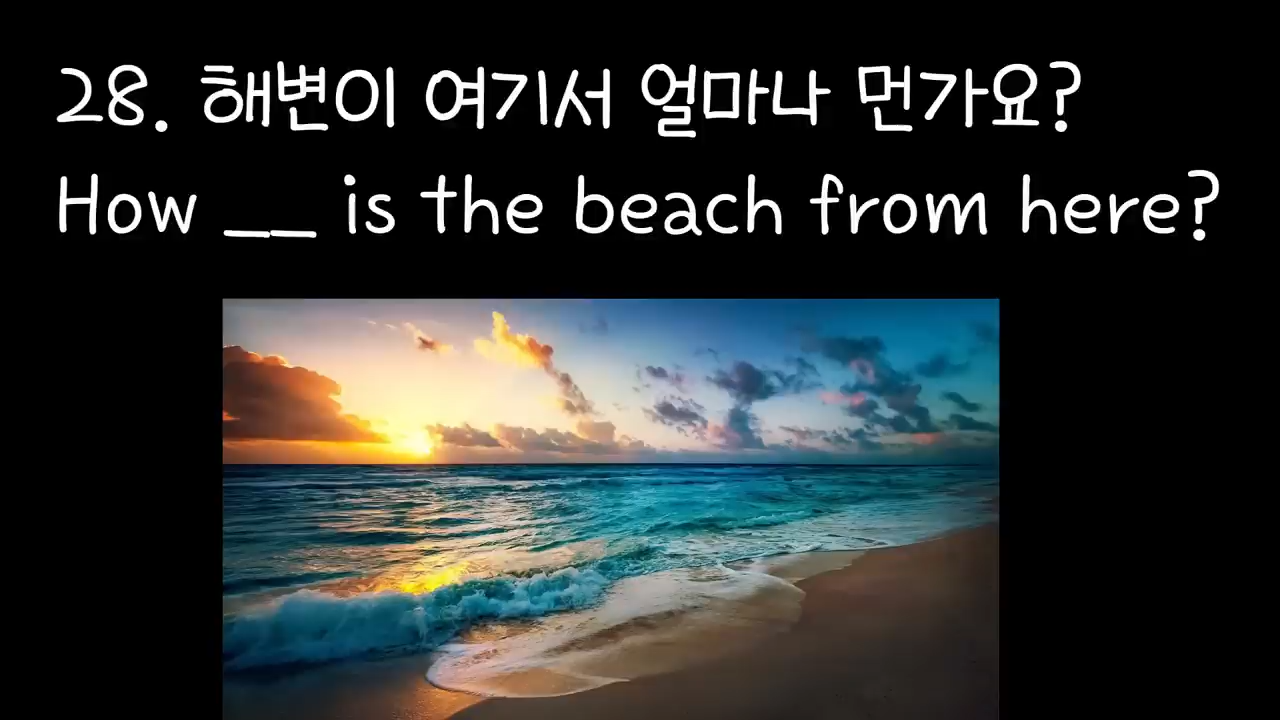 28. 해변이 여기서 얼마나 먼가요?
How __ is the beach from here?